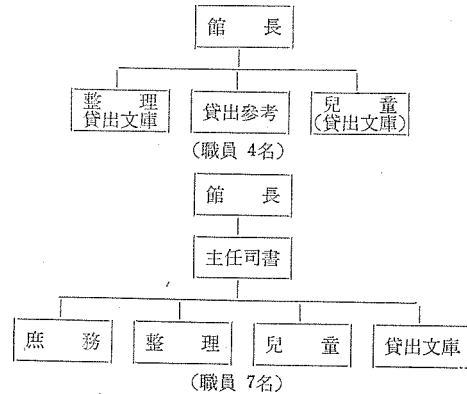 館長
整理 貸出參考 兒童
貸出文庫 (貸出文庫)
(職員 4名)
館長
主任司書
庶務 整理 兒童 貸出文庫
(職員 7名)